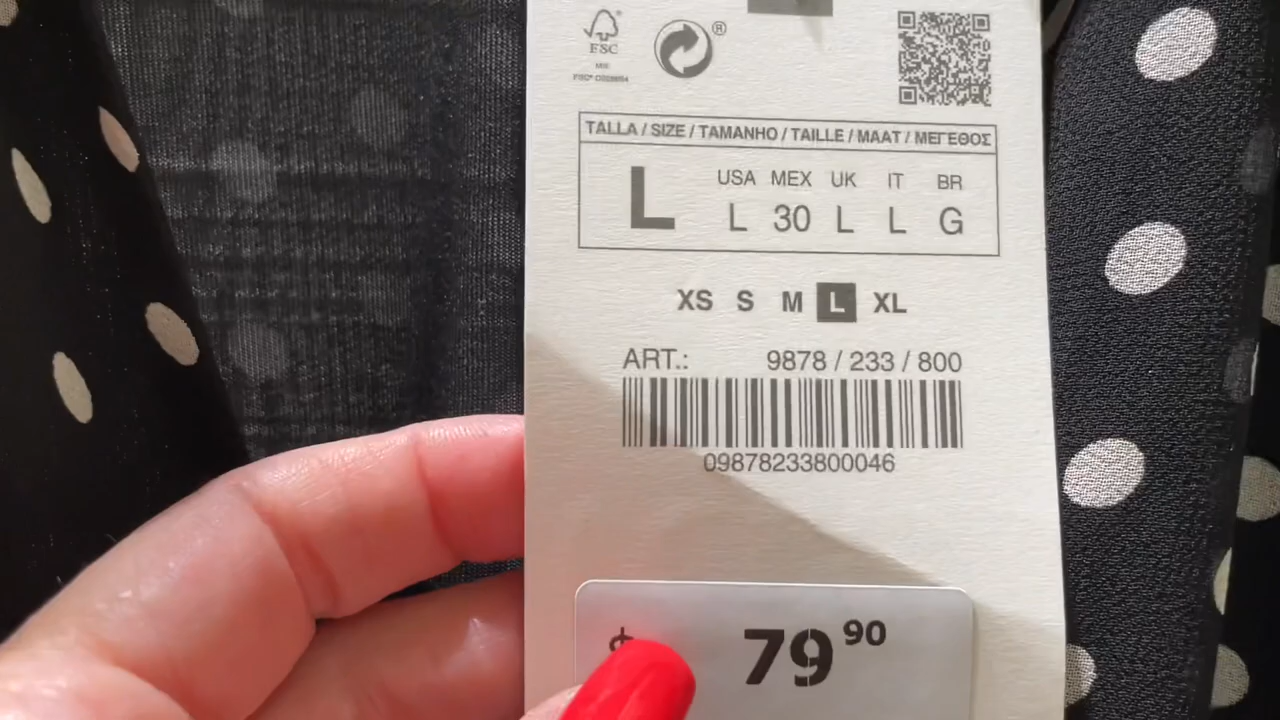 FSC
MIX
®
TALLA / SIZE / TAMANHO / TAILLE / MAAT / ΜΕΓΕΘΟΣ
USA MEX UK IT BR
L L 30 L L G
XS S M L XL
ART.: 9878 / 233 / 800
09878233800046
$ 79 90